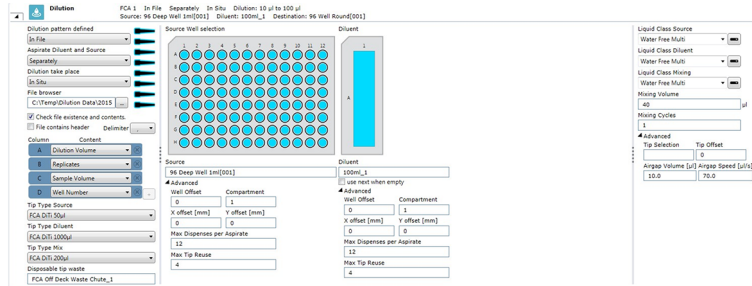 Dilution
FCA 1 In File Separately In Situ Dilution: 10 µl to 100 µl
Source: 96 Deep Well 1ml[001] Diluent: 100ml_1 Destination: 96 Well Round[001]
Dilution pattern defined
In File
Aspirate Diluent and Source
Separately
Dilution take place
In Situ
File browser
C:\Temp\Dilution Data\2015 ...
Check file existence and contents.
File contains header Delimiter .
Column Content
A Dilution Volume
B Replicates
C Sample Volume
D Well Number ...
Tip Type Source
FCA DiTi 50µl
Tip Type Diluent
FCA DiTi 1000µl
Tip Type Mix
FCA DiTi 200µl
Disposable tip waste
FCA Off Deck Waste Chute_1
Source Well selection
1 2 3 4 5 6 7 8 9 10 11 12
A
B
C
D
E
F
G
H
Source
96 Deep Well 1ml[001]
Advanced
Well Offset Compartment
0 1
X offset [mm] Y offset [mm]
0 0
Max Dispenses per Aspirate
12
Max Tip Reuse
4
Diluent
1
A
Diluent
100ml_1
use next when empty
Advanced
Well Offset Compartment
0 1
X offset [mm] Y offset [mm]
0 0
Max Dispenses per Aspirate
12
Max Tip Reuse
4
Liquid Class Source
Water Free Multi
Liquid Class Diluent
Water Free Multi
Liquid Class Mixing
Water Free Multi
Mixing Volume
40 µl
Mixing Cycles
1
Advanced
Tip Selection Tip Offset
0
Airgap Volume [µl] Airgap Speed [µl/s]
10.0 70.0